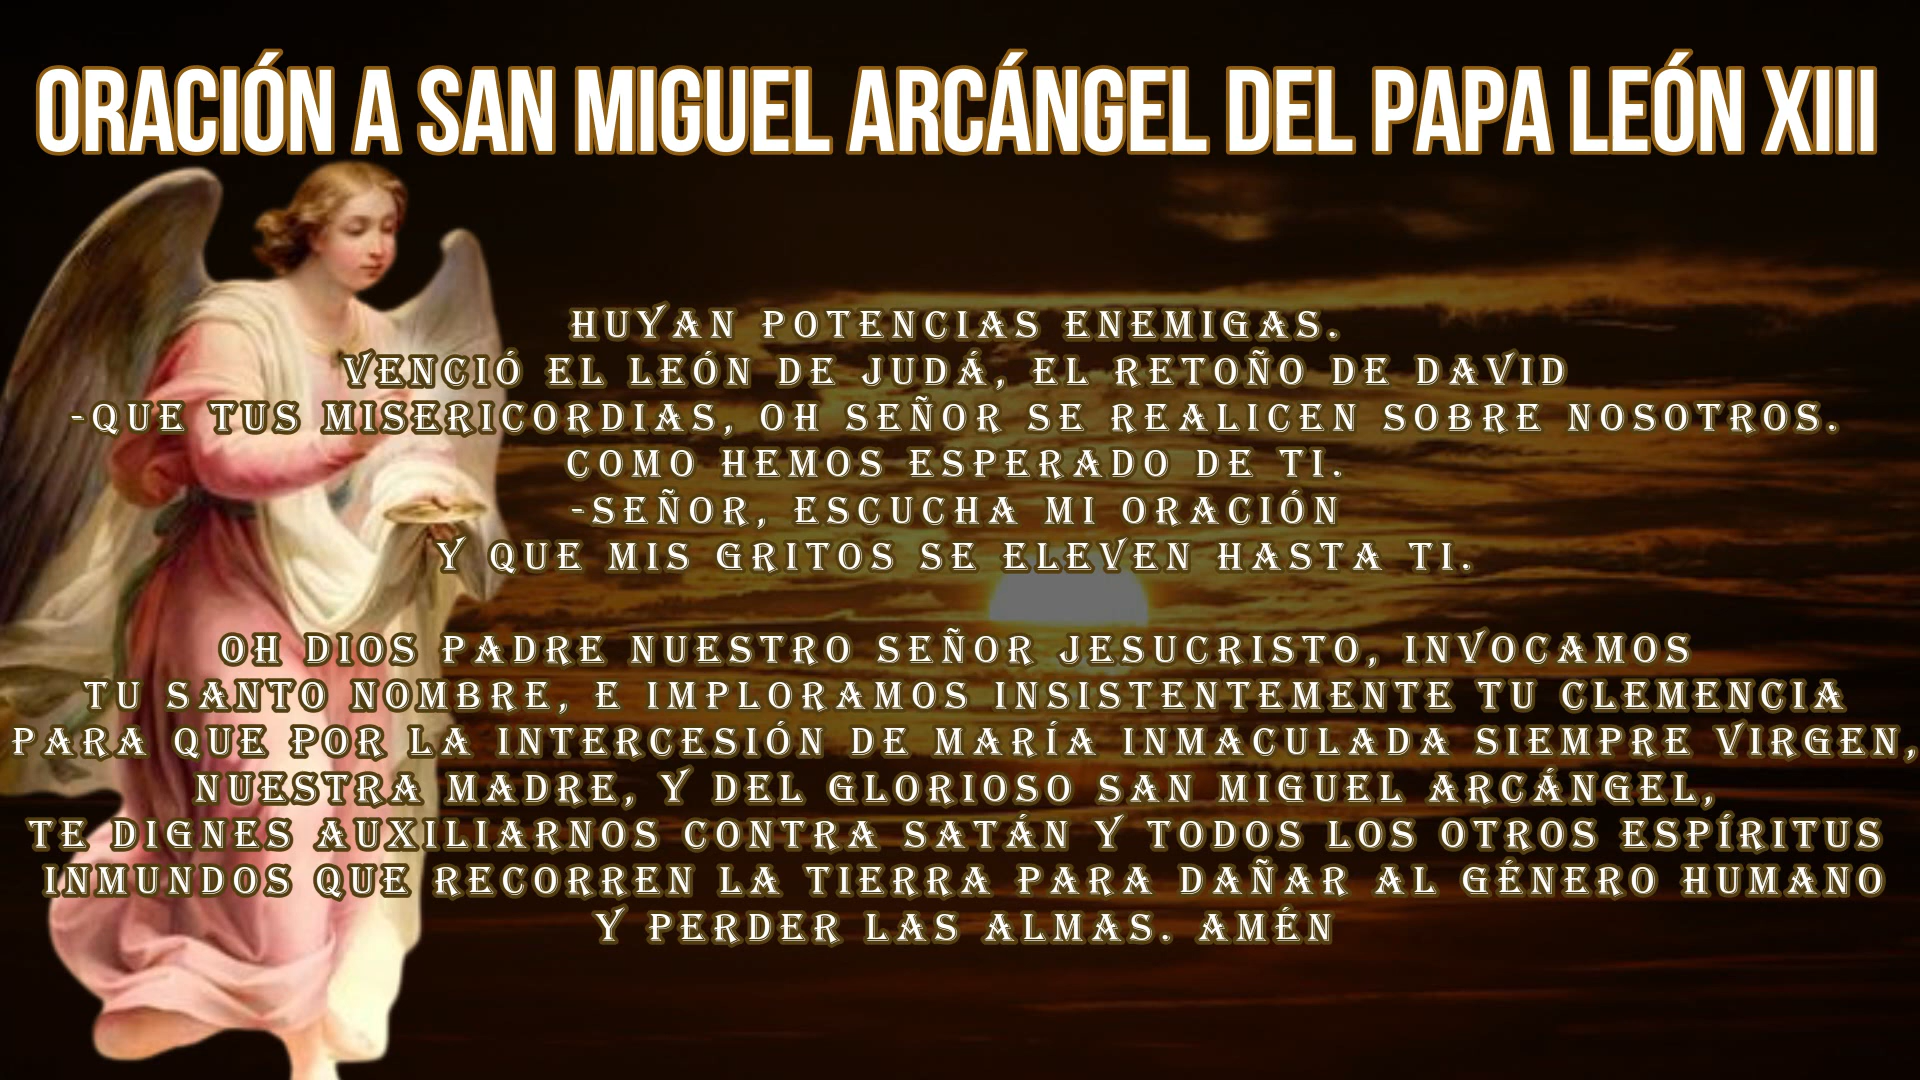 ORACIÓN A SAN MIGUEL ARCÁNGEL DEL PAPA LEÓN XIII
HUYAN POTENCIAS ENEMIGAS.
VENCIÓ EL LEÓN DE JUDÁ, EL RETOÑO DE DAVID
-QUE TUS MISERICORDIAS, OH SEÑOR SE REALICEN SOBRE NOSOTROS.
COMO HEMOS ESPERADO DE TI.
-SEÑOR, ESCUCHA MI ORACIÓN
Y QUE MIS GRITOS SE ELEVEN HASTA TI.
OH DIOS PADRE NUESTRO SEÑOR JESUCRISTO, INVOCAMOS
TU SANTO NOMBRE, E IMPLORAMOS INSISTENTEMENTE TU CLEMENCIA
PARA QUE POR LA INTERCESIÓN DE MARÍA INMACULADA SIEMPRE VIRGEN,
NUESTRA MADRE, Y DEL GLORIOSO SAN MIGUEL ARCÁNGEL,
TE DIGNES AUXILIARNOS CONTRA SATÁN Y TODOS LOS OTROS ESPÍRITUS
INMUNDOS QUE RECORREN LA TIERRA PARA DAÑAR AL GÉNERO HUMANO
Y PERDER LAS ALMAS. AMÉN